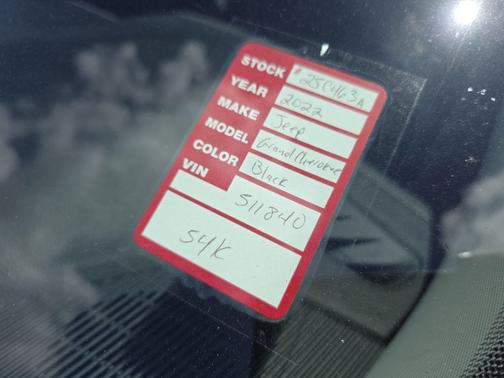 STOCK # 25C463A
YEAR 2022
MAKE Jeep
MODEL Grand Cherokee
COLOR Black
VIN 511840
54K